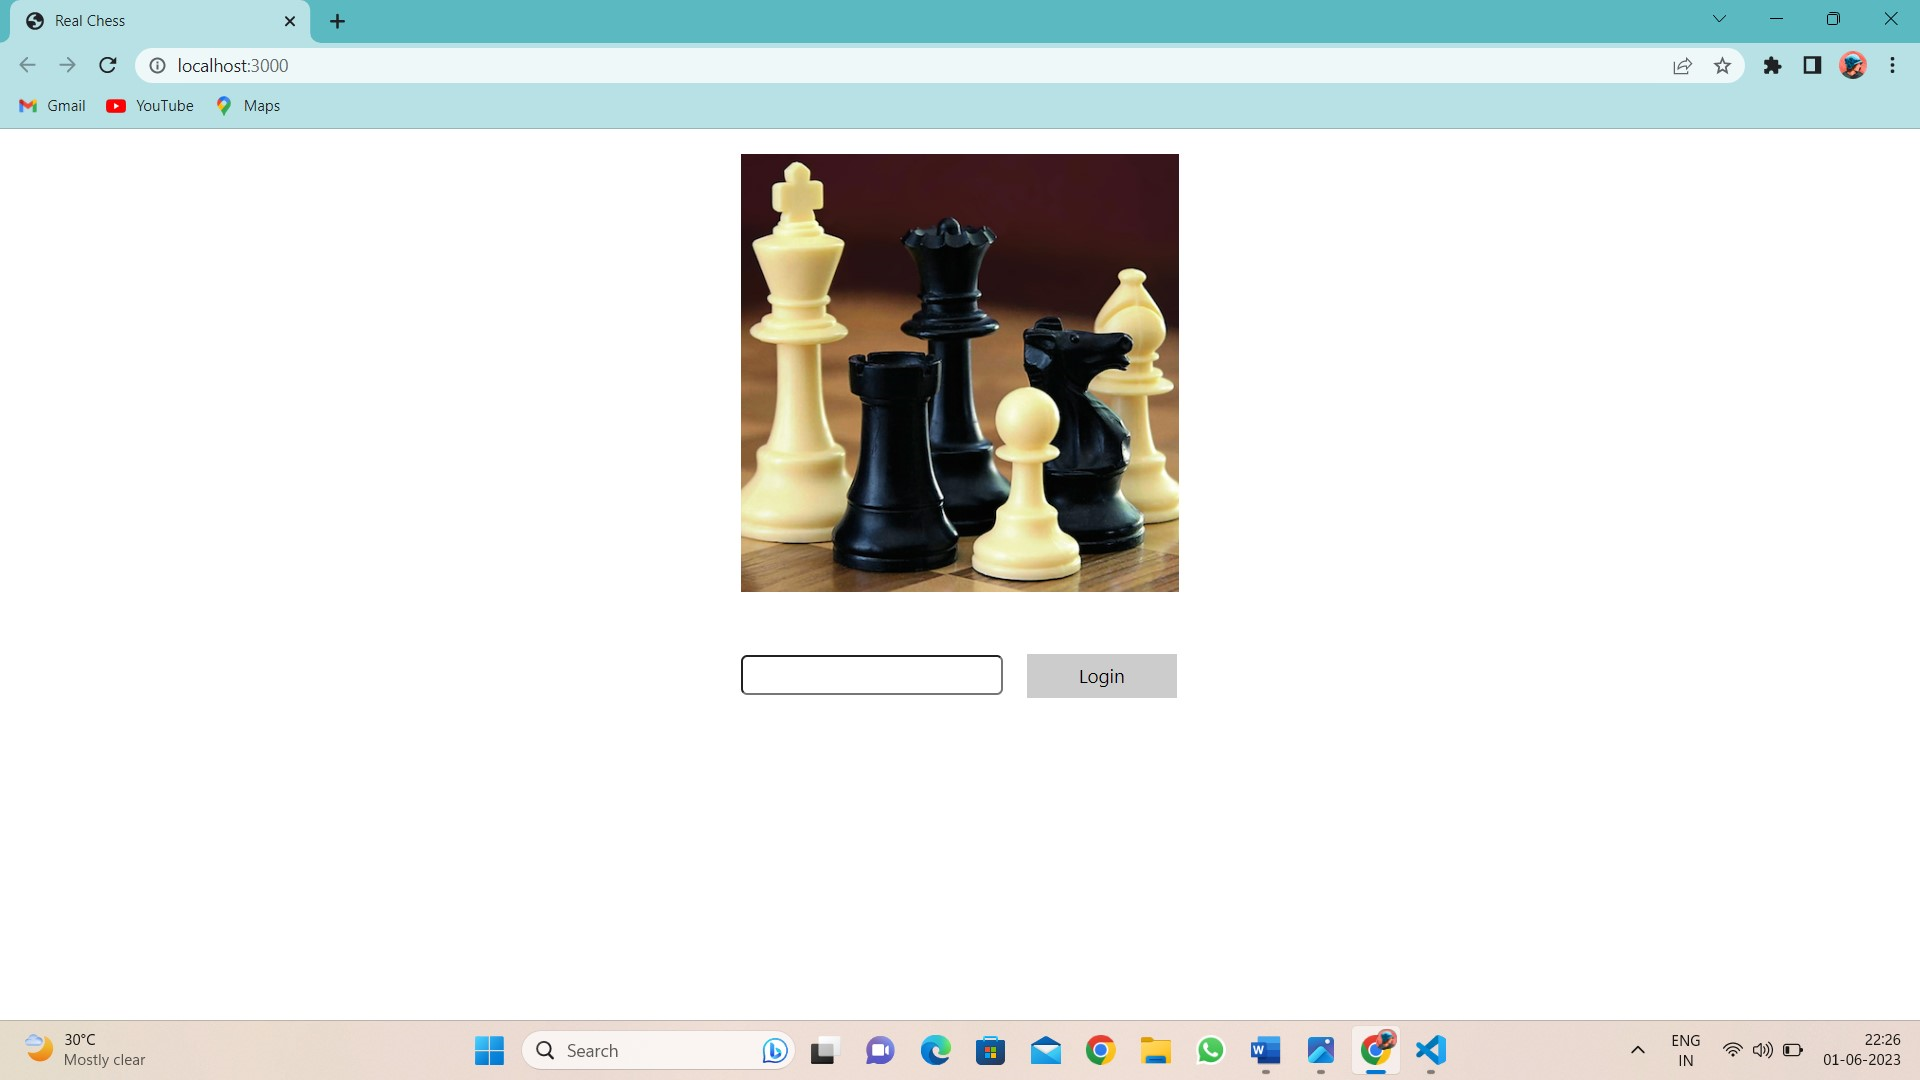 Real Chess
localhost:3000
Gmail YouTube Maps
Login
30°C
Mostly clear
Search
ENG
IN
22:26
01-06-2023